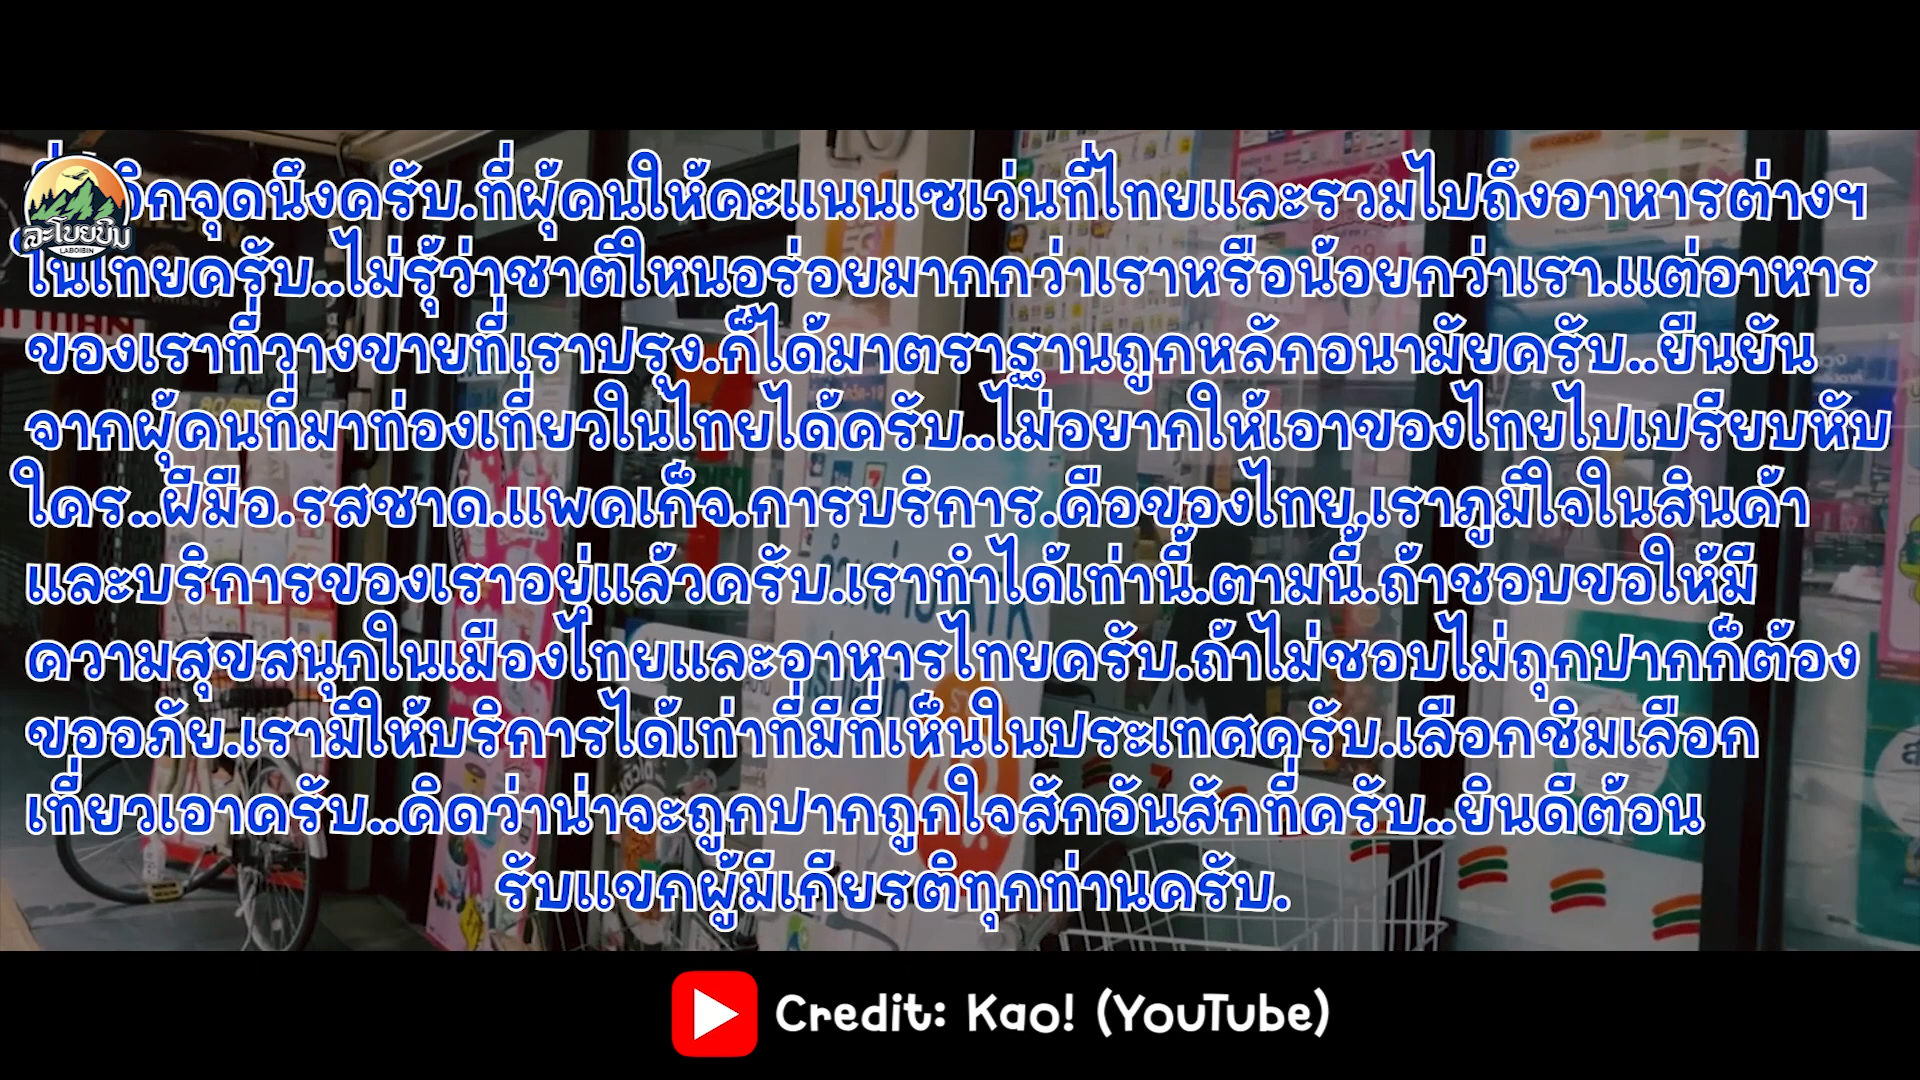 อิกจุดนึงครับ.ที่ผุ้คนให้คะแนนเซเว่นที่ไทยและรวมไปถึงอาหารต่างฯ
ในไทยครับ..ไม่รุ้ว่าชาติใหนอร่อยมากกว่าเราหรือน้อยกว่าเรา.แต่อาหาร
ของเราที่วางขายที่เราปรุง.ก็ได้มาตราฐานถูกหลักอนามัยครับ..ยืนยัน
จากผุ้คนที่มาท่องเที่ยวในไทยได้ครับ..ไม่อยากให้เอาของไทยไปเปรียบหับ
ใคร..ฝีมือ.รสชาด.แพคเก็จ.การบริการ.คือของไทย.เราภูมีใจในสินค้า
และบริการของเราอยุ่แล้วครับ.เราทำได้เท่านี้.ตามนี้.ถ้าชอบขอให้มี
ความสุขสนุกในเมืองไทยและอาหารไทยครับ.ถ้าไม่ชอบไม่ถุกปากก็ต้อง
ขออภัย.เรามีให้บริการได้เท่าที่มีที่เห็นในประเทศครับ.เลือกชิมเลือก
เที่ยวเอาครับ..คิดว่าน่าจะถูกปากถูกใจสักอันสักที่ครับ..ยินดีต้อน
รับแขกผู้มีเกียรติทุกท่านครับ.
ละโบยบิน
LABOIBIN
Credit: Kao! (YouTube)